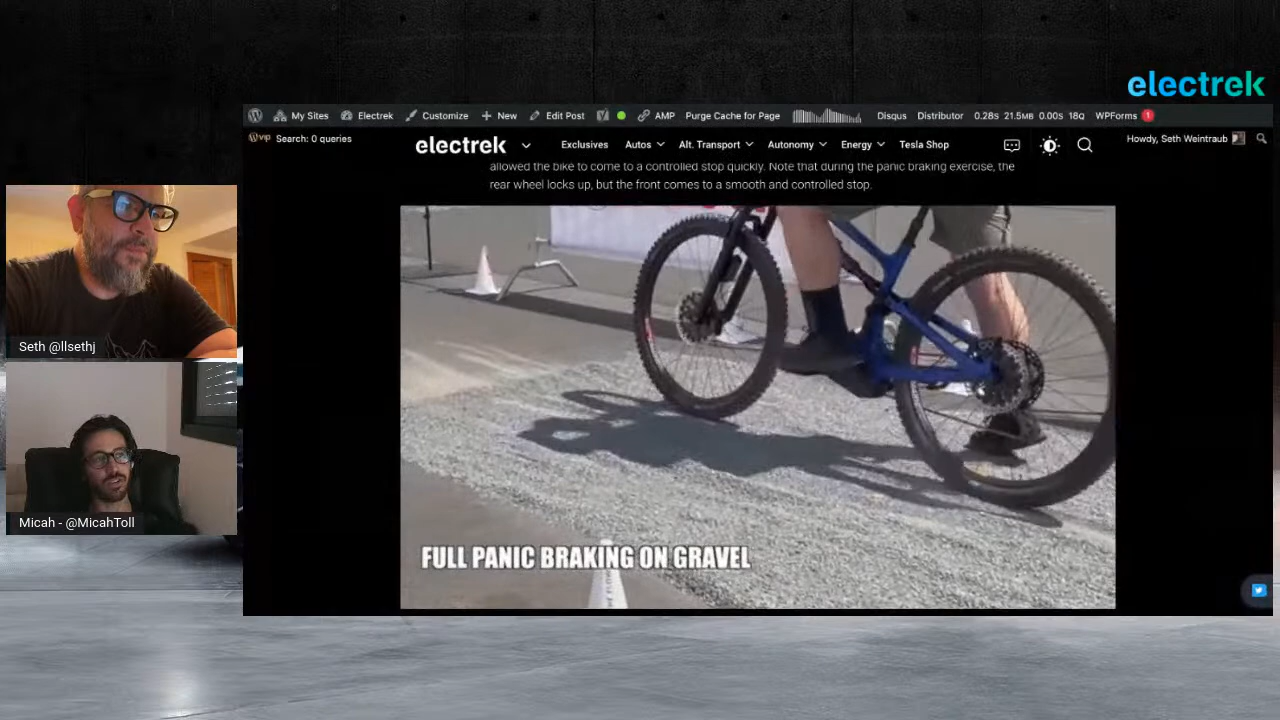 electrek
My Sites Electrek Customize New Edit Post AMP Purge Cache for Page Disqus Distributor 0.28s 21.5MB 0.00s 18Q WPForms 1
VIP Search: 0 queries
electrek Exclusives Autos Alt. Transport Autonomy Energy Tesla Shop Howdy, Seth Weintraub
allowed the bike to come to a controlled stop quickly. Note that during the panic braking exercise, the
rear wheel locks up, but the front comes to a smooth and controlled stop.
FULL PANIC BRAKING ON GRAVEL
Seth @llsethj
Micah - @MicahToll